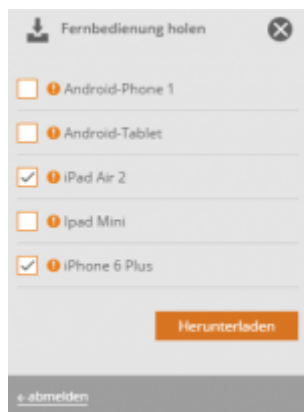 Fernbedienung holen
Android-Phone 1
Android-Tablet
iPad Air 2
Ipad Mini
iPhone 6 Plus
Herunterladen
← abmelden